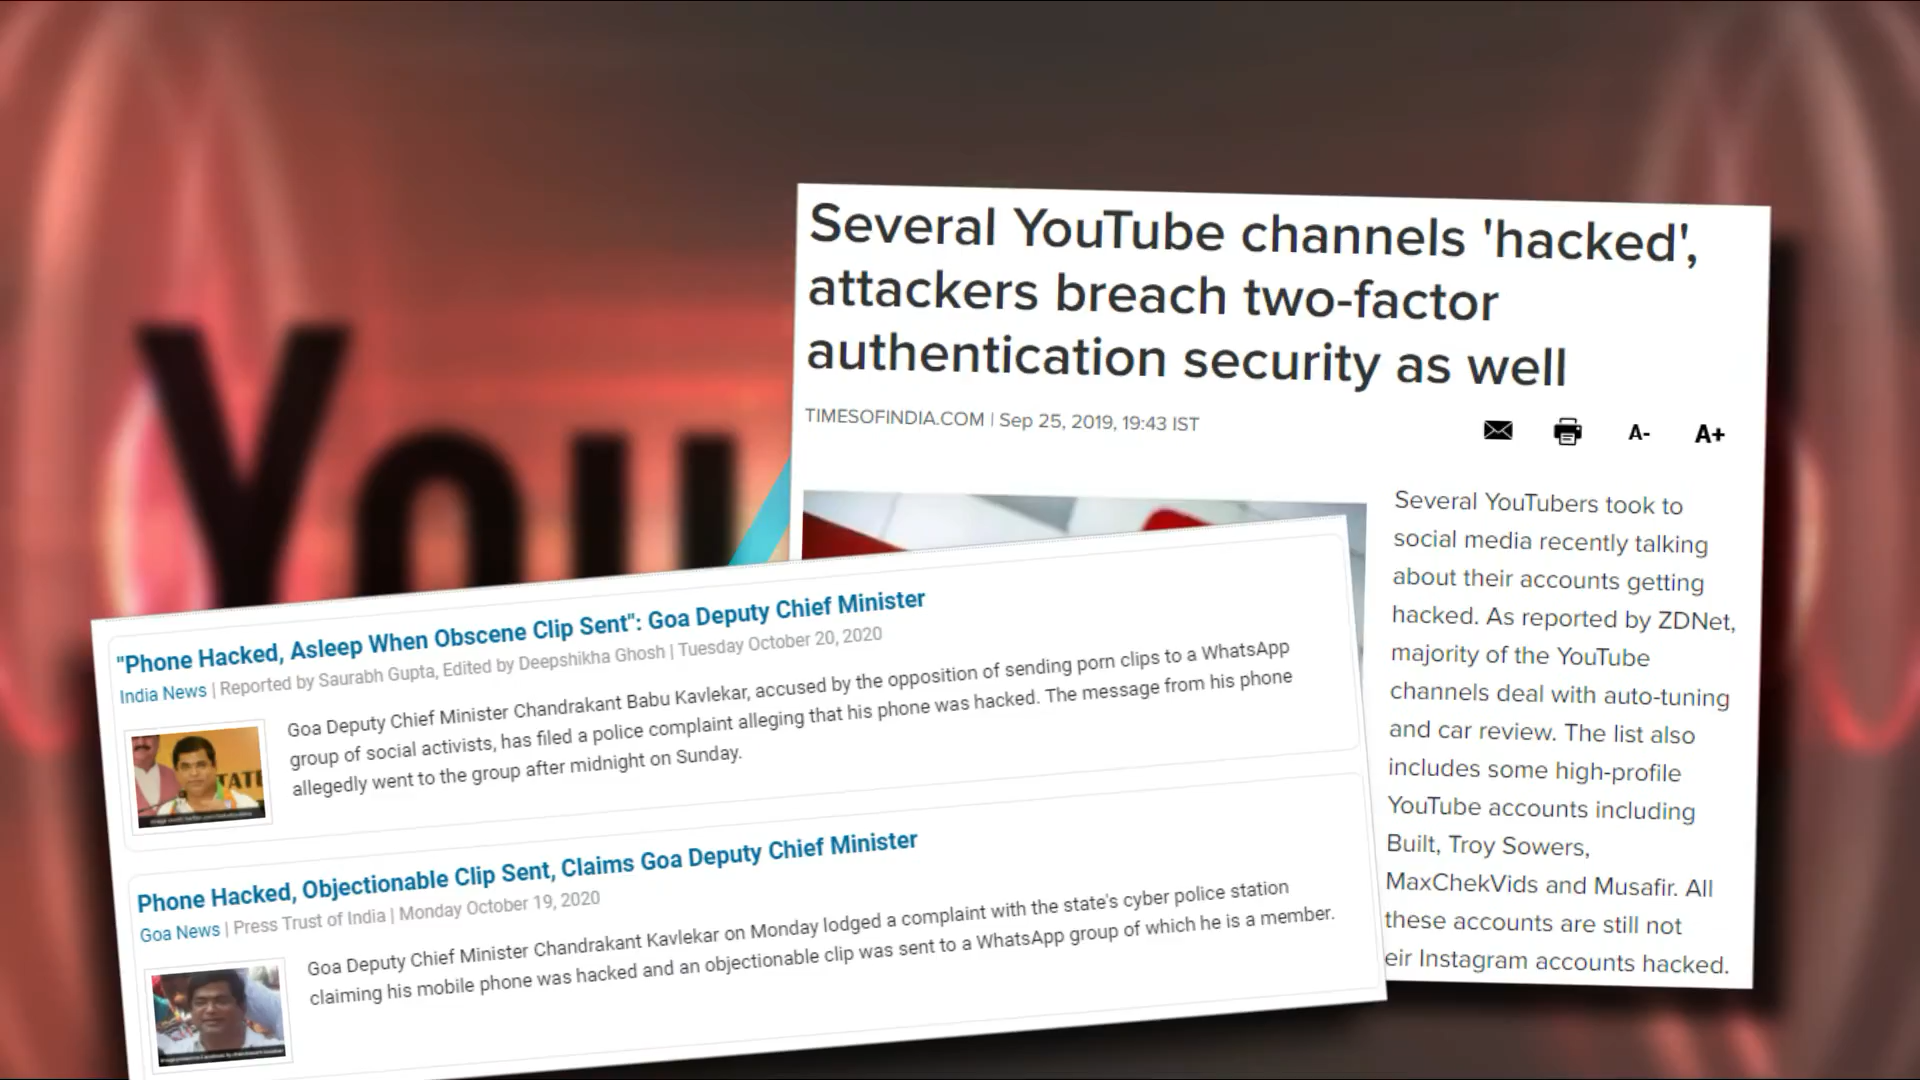 You
Several YouTube channels 'hacked',
attackers breach two-factor
authentication security as well
TIMESOFINDIA.COM | Sep 25, 2019, 19:43 IST
A-
A+
Several YouTubers took to
social media recently talking
about their accounts getting
hacked. As reported by ZDNet,
majority of the YouTube
channels deal with auto-tuning
and car review. The list also
includes some high-profile
YouTube accounts including
Built, Troy Sowers,
MaxChekVids and Musafir. All
these accounts are still not
eir Instagram accounts hacked.
"Phone Hacked, Asleep When Obscene Clip Sent": Goa Deputy Chief Minister
India News | Reported by Saurabh Gupta, Edited by Deepshikha Ghosh | Tuesday October 20, 2020
Goa Deputy Chief Minister Chandrakant Babu Kavlekar, accused by the opposition of sending porn clips to a WhatsApp
group of social activists, has filed a police complaint alleging that his phone was hacked. The message from his phone
allegedly went to the group after midnight on Sunday.
TATE
Phone Hacked, Objectionable Clip Sent, Claims Goa Deputy Chief Minister
Goa News | Press Trust of India | Monday October 19, 2020
Goa Deputy Chief Minister Chandrakant Kavlekar on Monday lodged a complaint with the state's cyber police station
claiming his mobile phone was hacked and an objectionable clip was sent to a WhatsApp group of which he is a member.